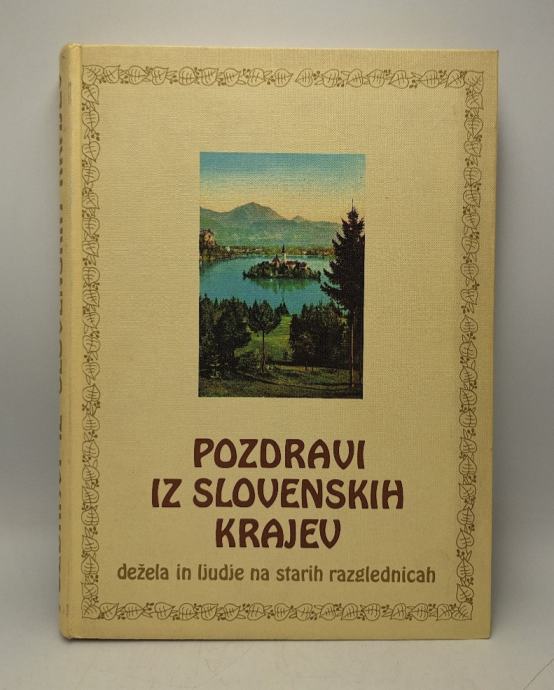 POZDRAVI
IZ SLOVENSKIH
KRAJEV
dežela in ljudje na starih razglednicah